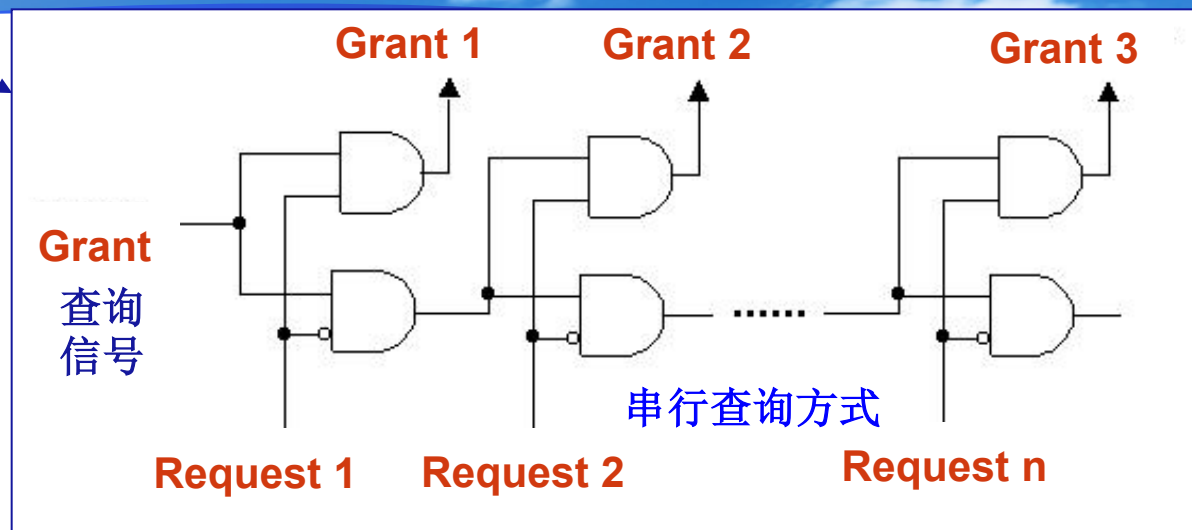 Grant 1
Grant 2
Grant 3
Grant
查询
信号
......
串行查询方式
Request 1
Request 2
Request n